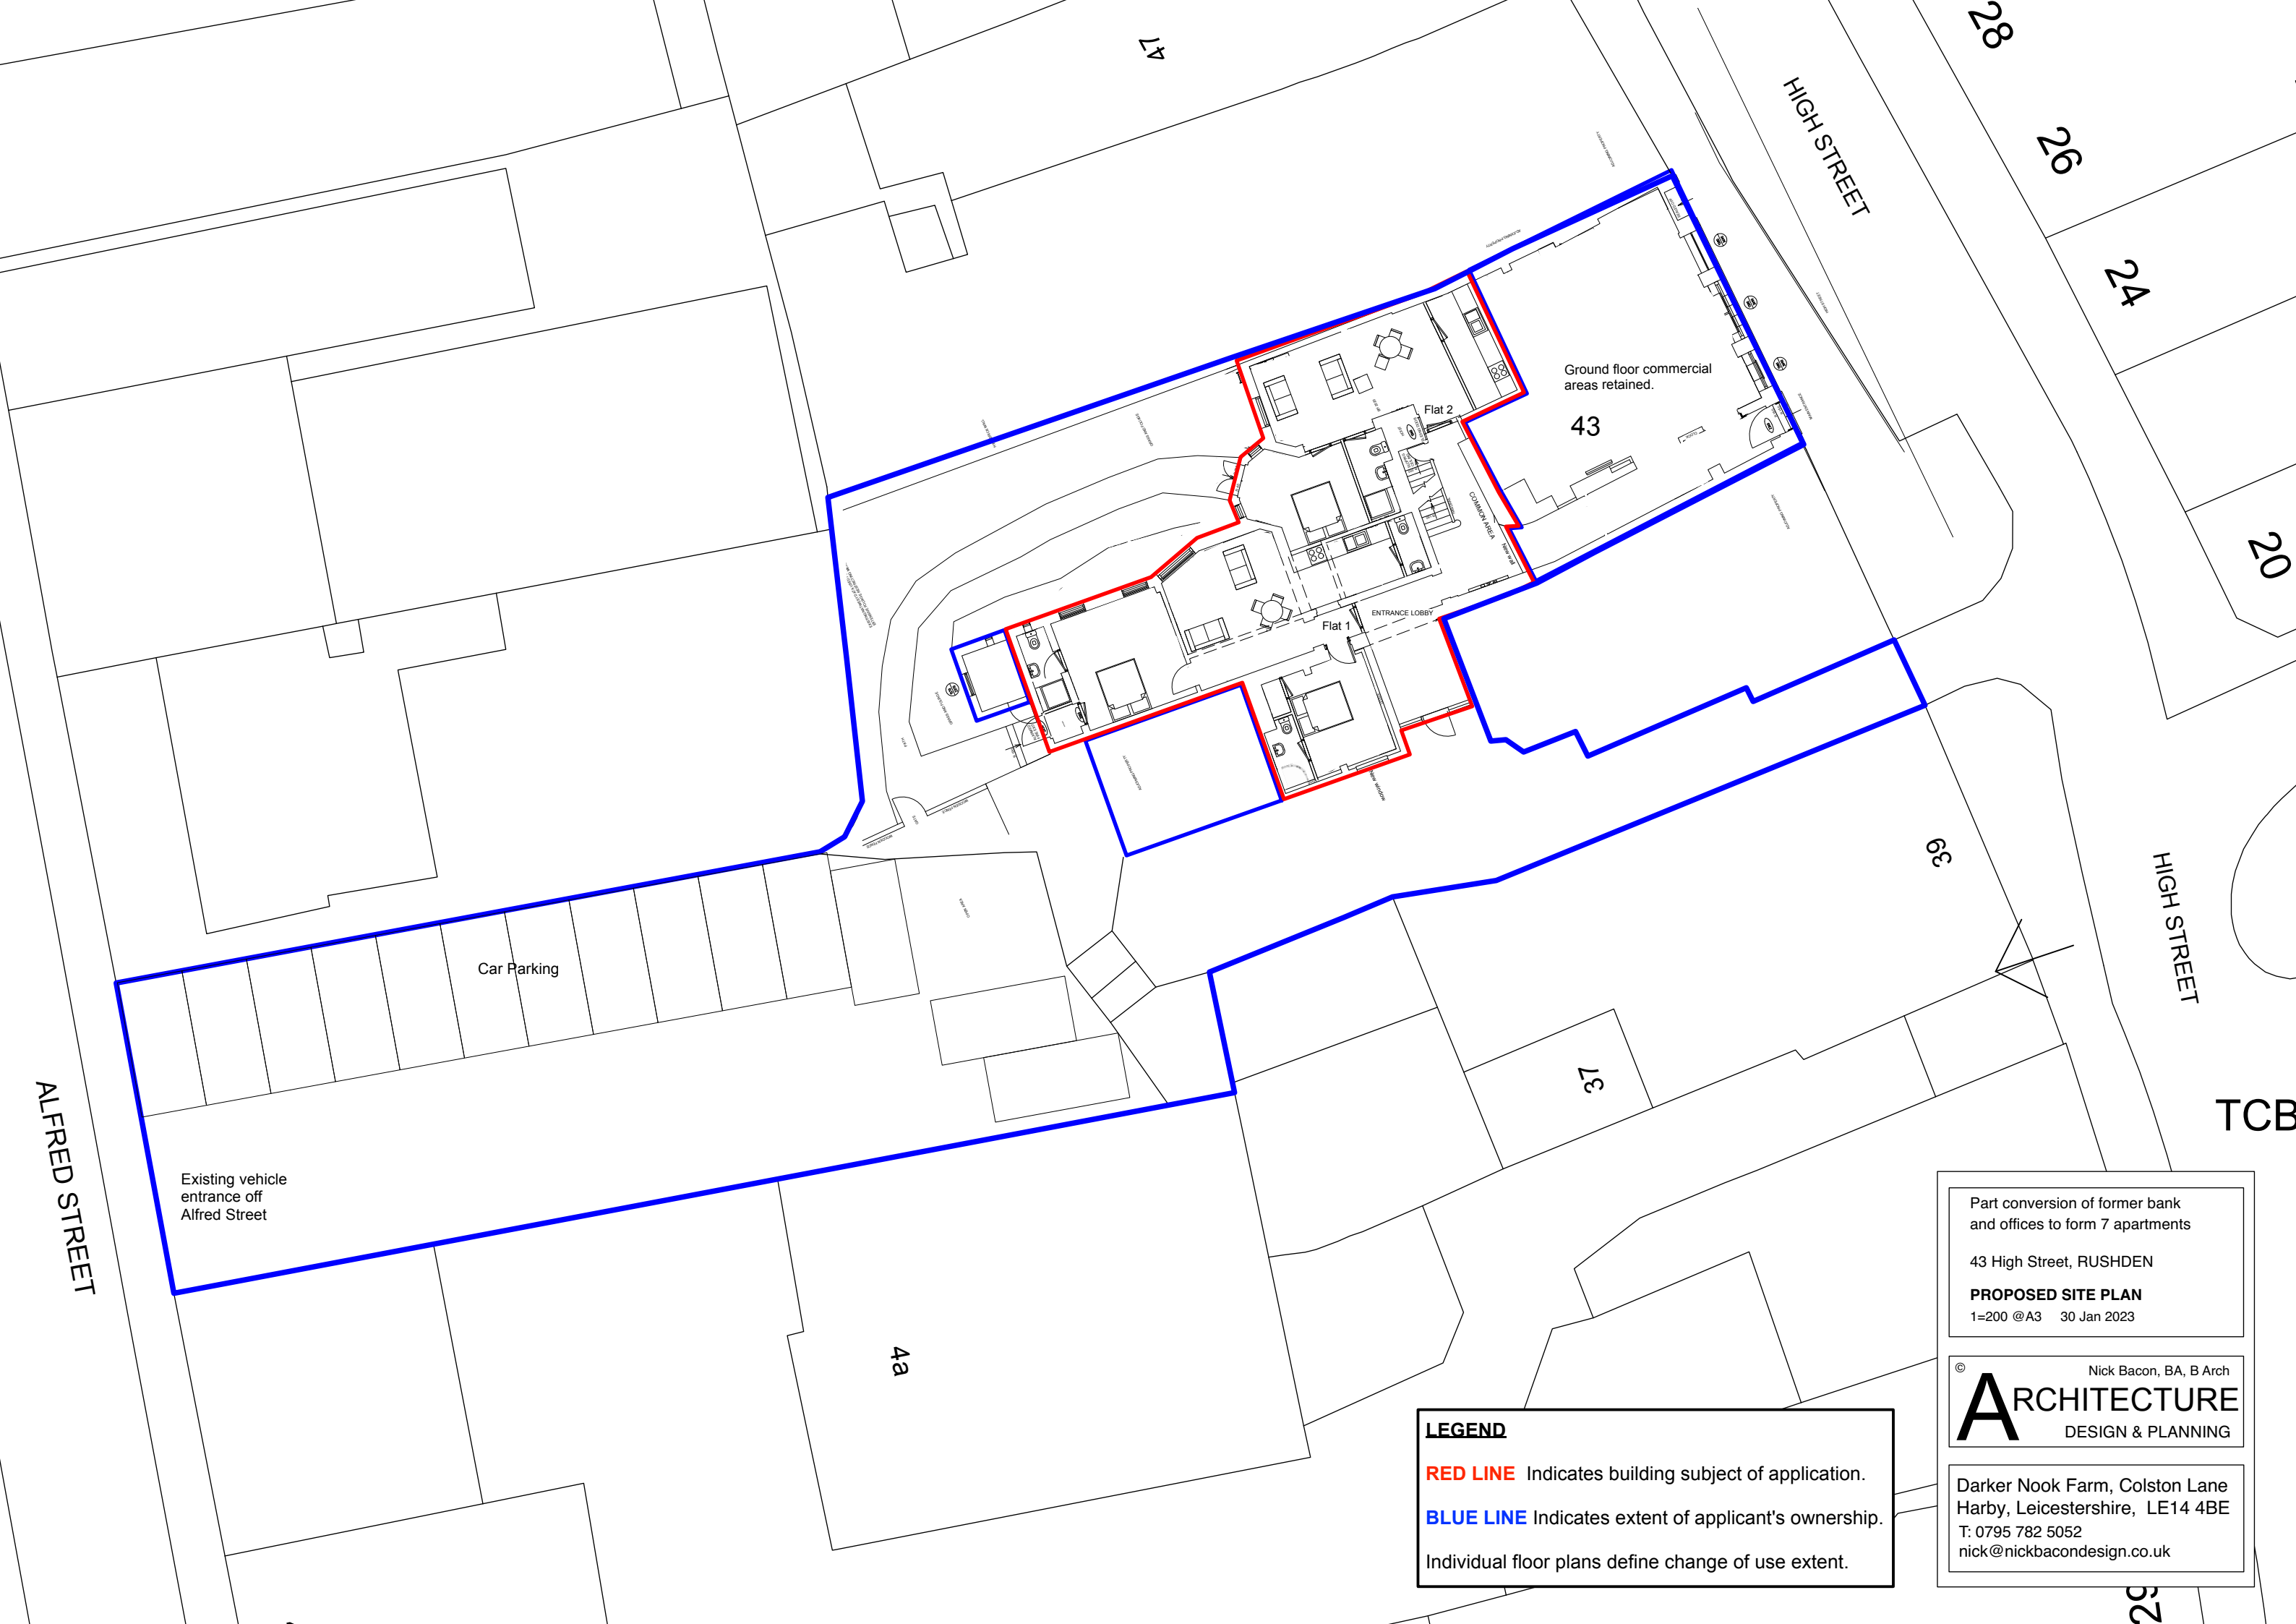 47
28
HIGH STREET
26
24
20
Ground floor commercial
areas retained.
43
Flat 2
COMMON AREA
New wall
ENTRANCE LOBBY
Flat 1
New window
Car Parking
39
HIGH STREET
37
TCB
ALFRED STREET
Existing vehicle
entrance off
Alfred Street
4a
Part conversion of former bank
and offices to form 7 apartments
43 High Street, RUSHDEN
PROPOSED SITE PLAN
1=200 @A3 30 Jan 2023
© Nick Bacon, BA, B Arch
ARCHITECTURE
DESIGN & PLANNING
Darker Nook Farm, Colston Lane
Harby, Leicestershire, LE14 4BE
T: 0795 782 5052
nick@nickbacondesign.co.uk
LEGEND
RED LINE Indicates building subject of application.
BLUE LINE Indicates extent of applicant's ownership.
Individual floor plans define change of use extent.